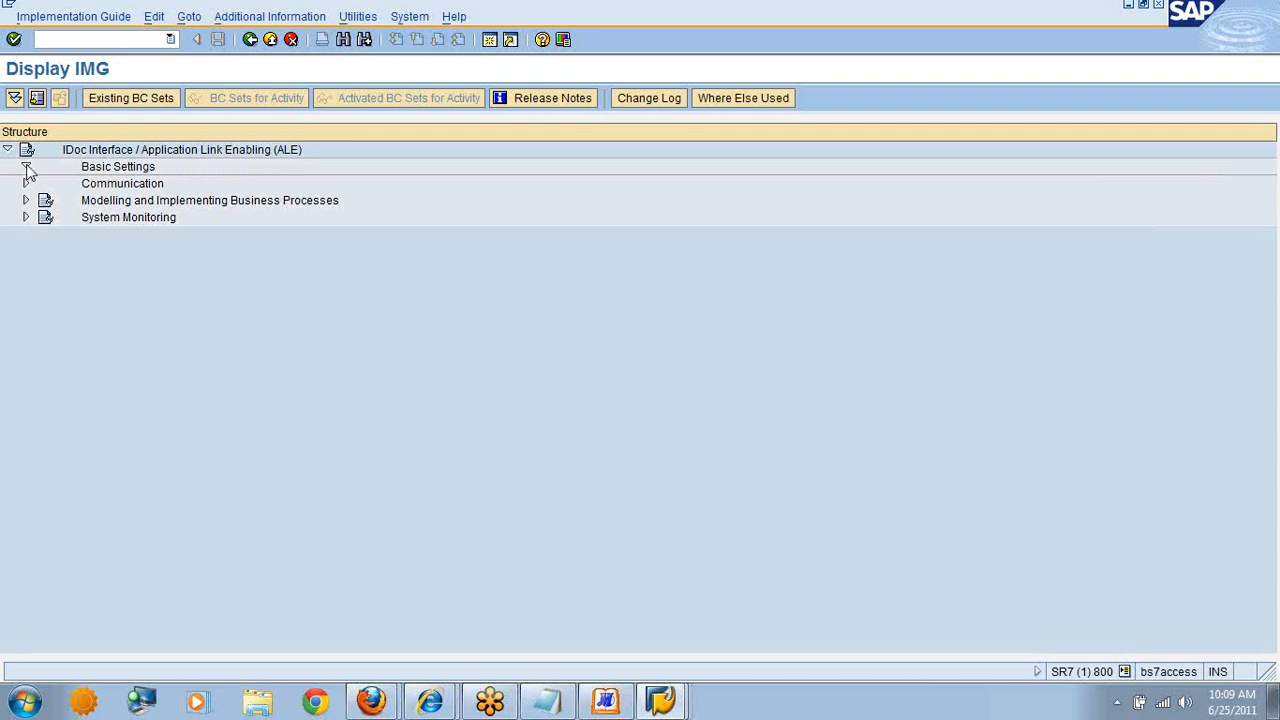 Implementation Guide Edit Goto Additional Information Utilities System Help
SAP
Display IMG
Existing BC Sets BC Sets for Activity Activated BC Sets for Activity Release Notes Change Log Where Else Used
Structure
IDoc Interface / Application Link Enabling (ALE)
Basic Settings
Communication
Modelling and Implementing Business Processes
System Monitoring
SR7 (1) 800 bs7access INS
10:09 AM
6/25/2011